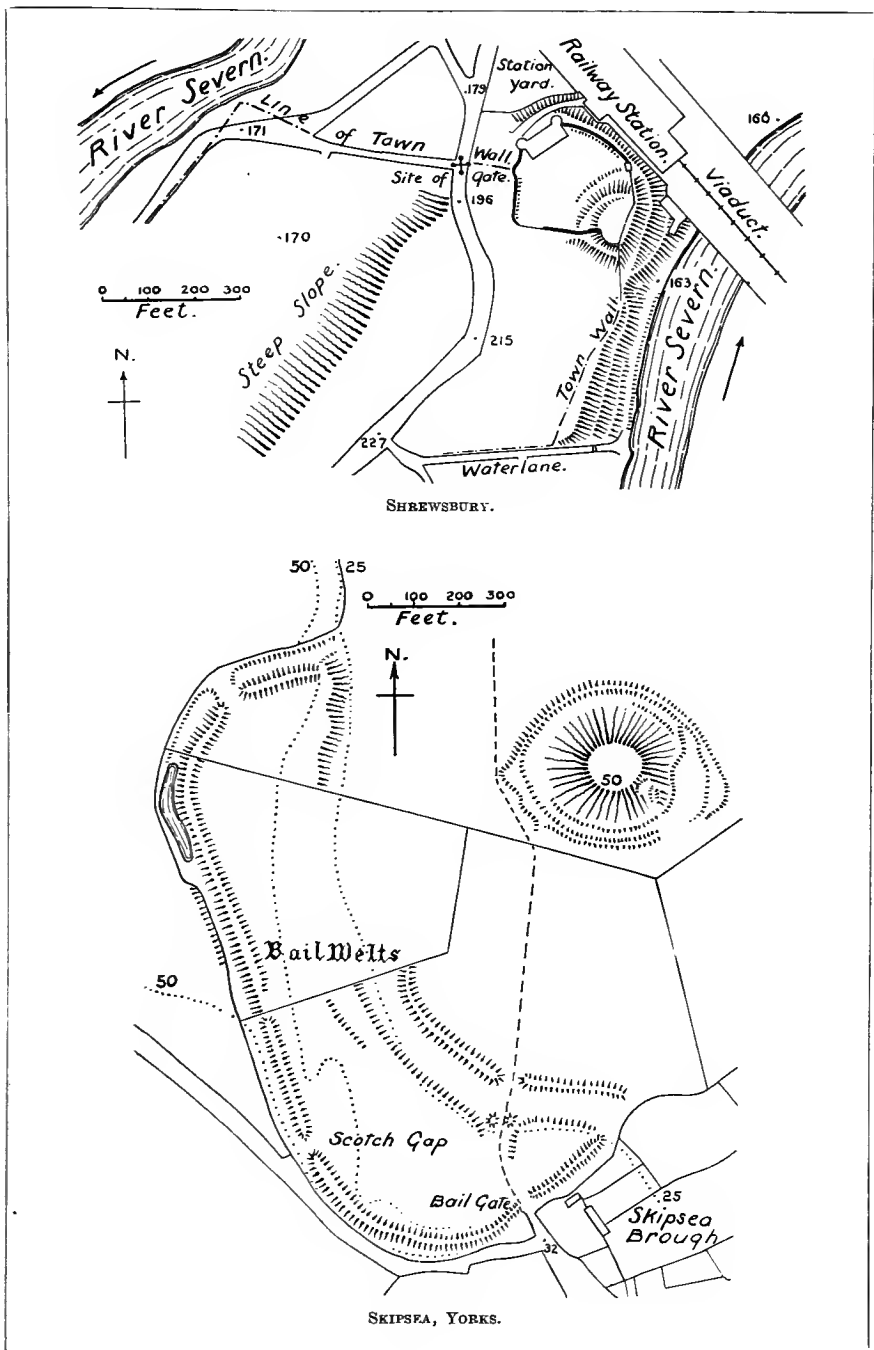 River Severn.
Line of Town Wall.
171
179
Station yard.
Railway Station.
166
Viaduct.
Site of Gate.
196
170
0 100 200 300
Feet.
Steep Slope.
N.
215
163
Town Wall
River Severn.
227
Waterlane.
SHREWSBURY.
50
25
0 100 200 300
Feet.
N.
50
Bail Welts
50
Scotch Gap
Bail Gate
25
Skipsea
Brough
32
SKIPSEA, YORKS.